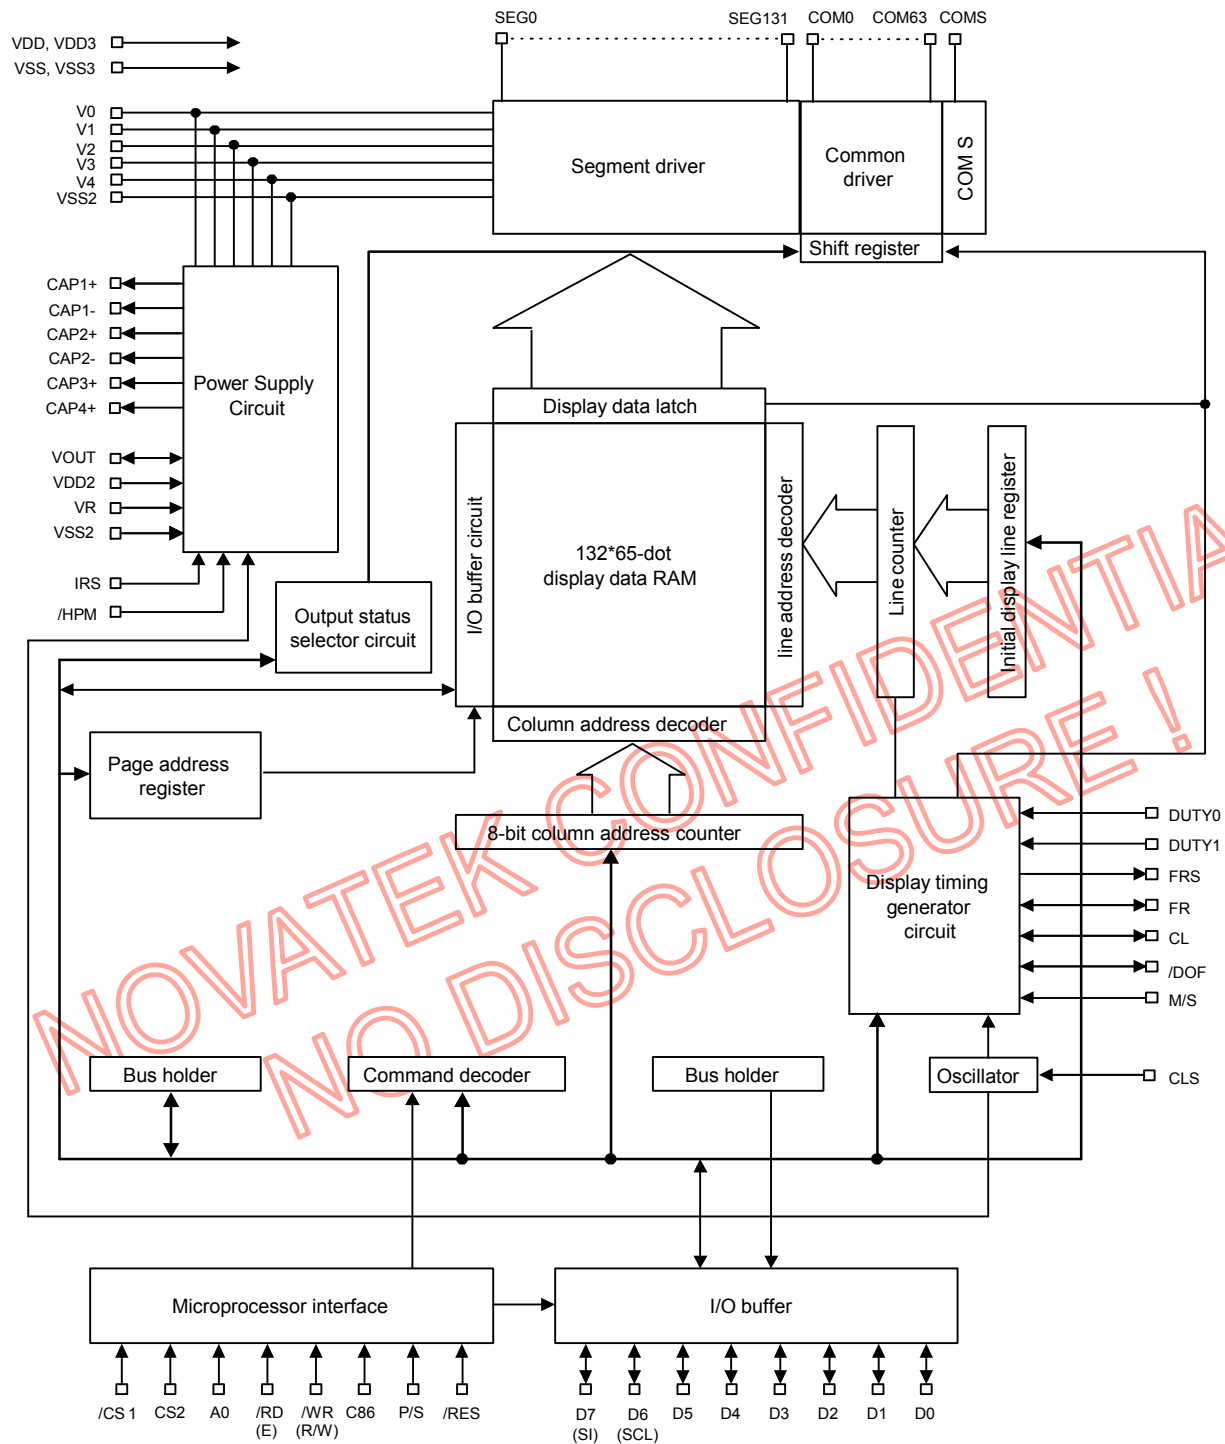 SEG0 SEG131 COM0 COM63 COMS
VDD, VDD3
VSS, VSS3
V0
V1
V2
V3
V4
VSS2
Segment driver
Common
driver
COM S
Shift register
CAP1+
CAP1-
CAP2+
CAP2-
CAP3+
CAP4+
VOUT
VDD2
VR
VSS2
IRS
/HPM
Power Supply
Circuit
Display data latch
I/O buffer circuit
132*65-dot
display data RAM
line address decoder
Line counter
Initial display line register
Output status
selector circuit
Column address decoder
Page address
register
8-bit column address counter
Display timing
generator
circuit
DUTY0
DUTY1
FRS
FR
CL
/DOF
M/S
CLS
Bus holder
Command decoder
Bus holder
Oscillator
Microprocessor interface
I/O buffer
/CS 1 CS2 A0 /RD /WR C86 P/S /RES D7 D6 D5 D4 D3 D2 D1 D0
(E) (R/W) (SI) (SCL)
NOVATEK CONFIDENTIA
NO DISCLOSURE !